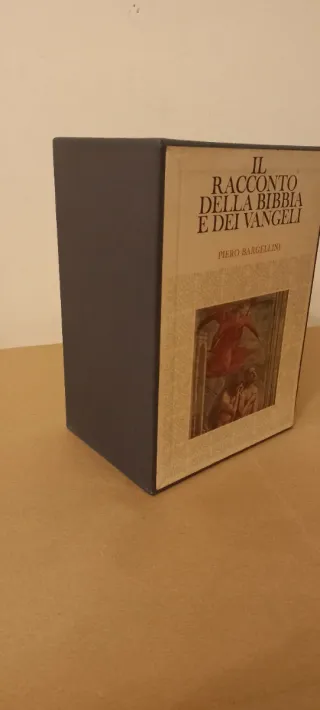 IL
RACCONTO
DELLA BIBBIA
E DEI VANGELI
PIERO BARGELLINI